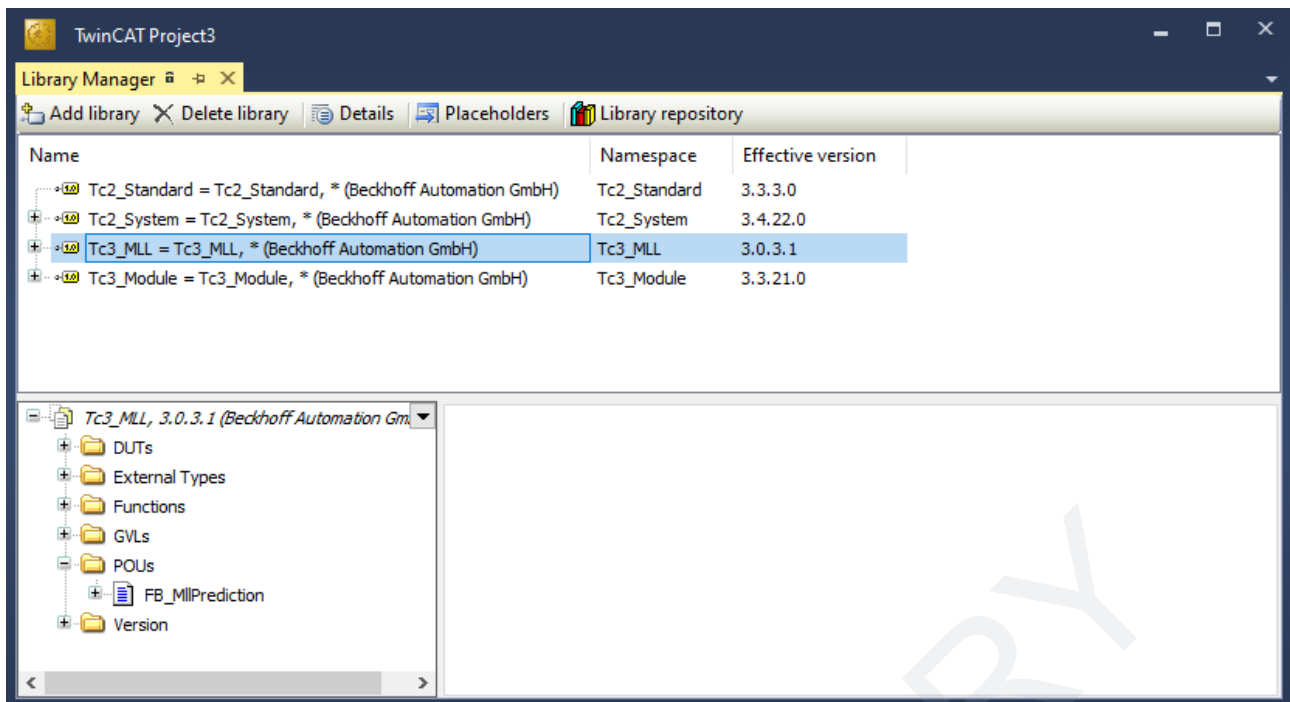 TwinCAT Project3
Library Manager
Add library Delete library Details Placeholders Library repository
Name Namespace Effective version
Tc2_Standard = Tc2_Standard, * (Beckhoff Automation GmbH) Tc2_Standard 3.3.3.0
Tc2_System = Tc2_System, * (Beckhoff Automation GmbH) Tc2_System 3.4.22.0
Tc3_MLL = Tc3_MLL, * (Beckhoff Automation GmbH) Tc3_MLL 3.0.3.1
Tc3_Module = Tc3_Module, * (Beckhoff Automation GmbH) Tc3_Module 3.3.21.0
Tc3_MLL, 3.0.3.1 (Beckhoff Automation Gm
DUTs
External Types
Functions
GVLs
POUs
FB_MllPrediction
Version
RY